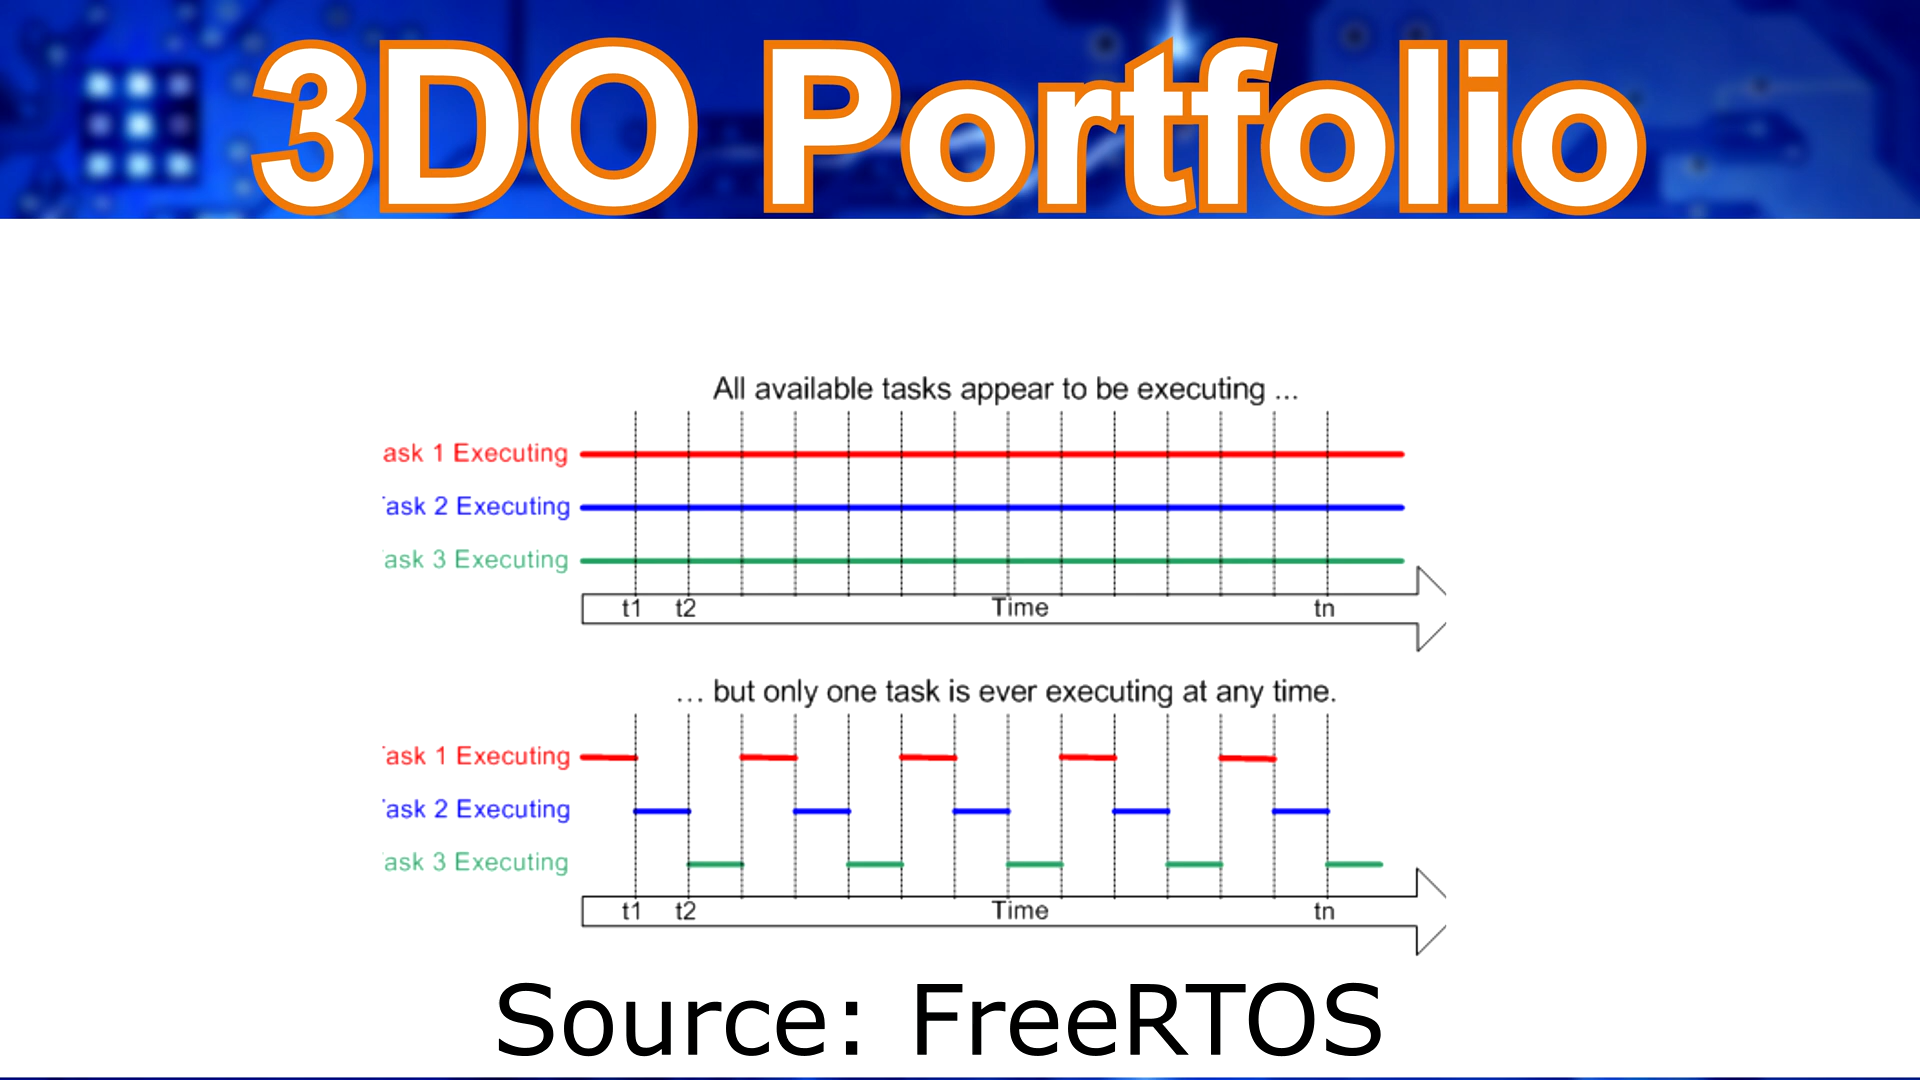 3DO Portfolio
All available tasks appear to be executing ...
ask 1 Executing
ask 2 Executing
ask 3 Executing
t1 t2 Time tn
... but only one task is ever executing at any time.
ask 1 Executing
ask 2 Executing
ask 3 Executing
t1 t2 Time tn
Source: FreeRTOS